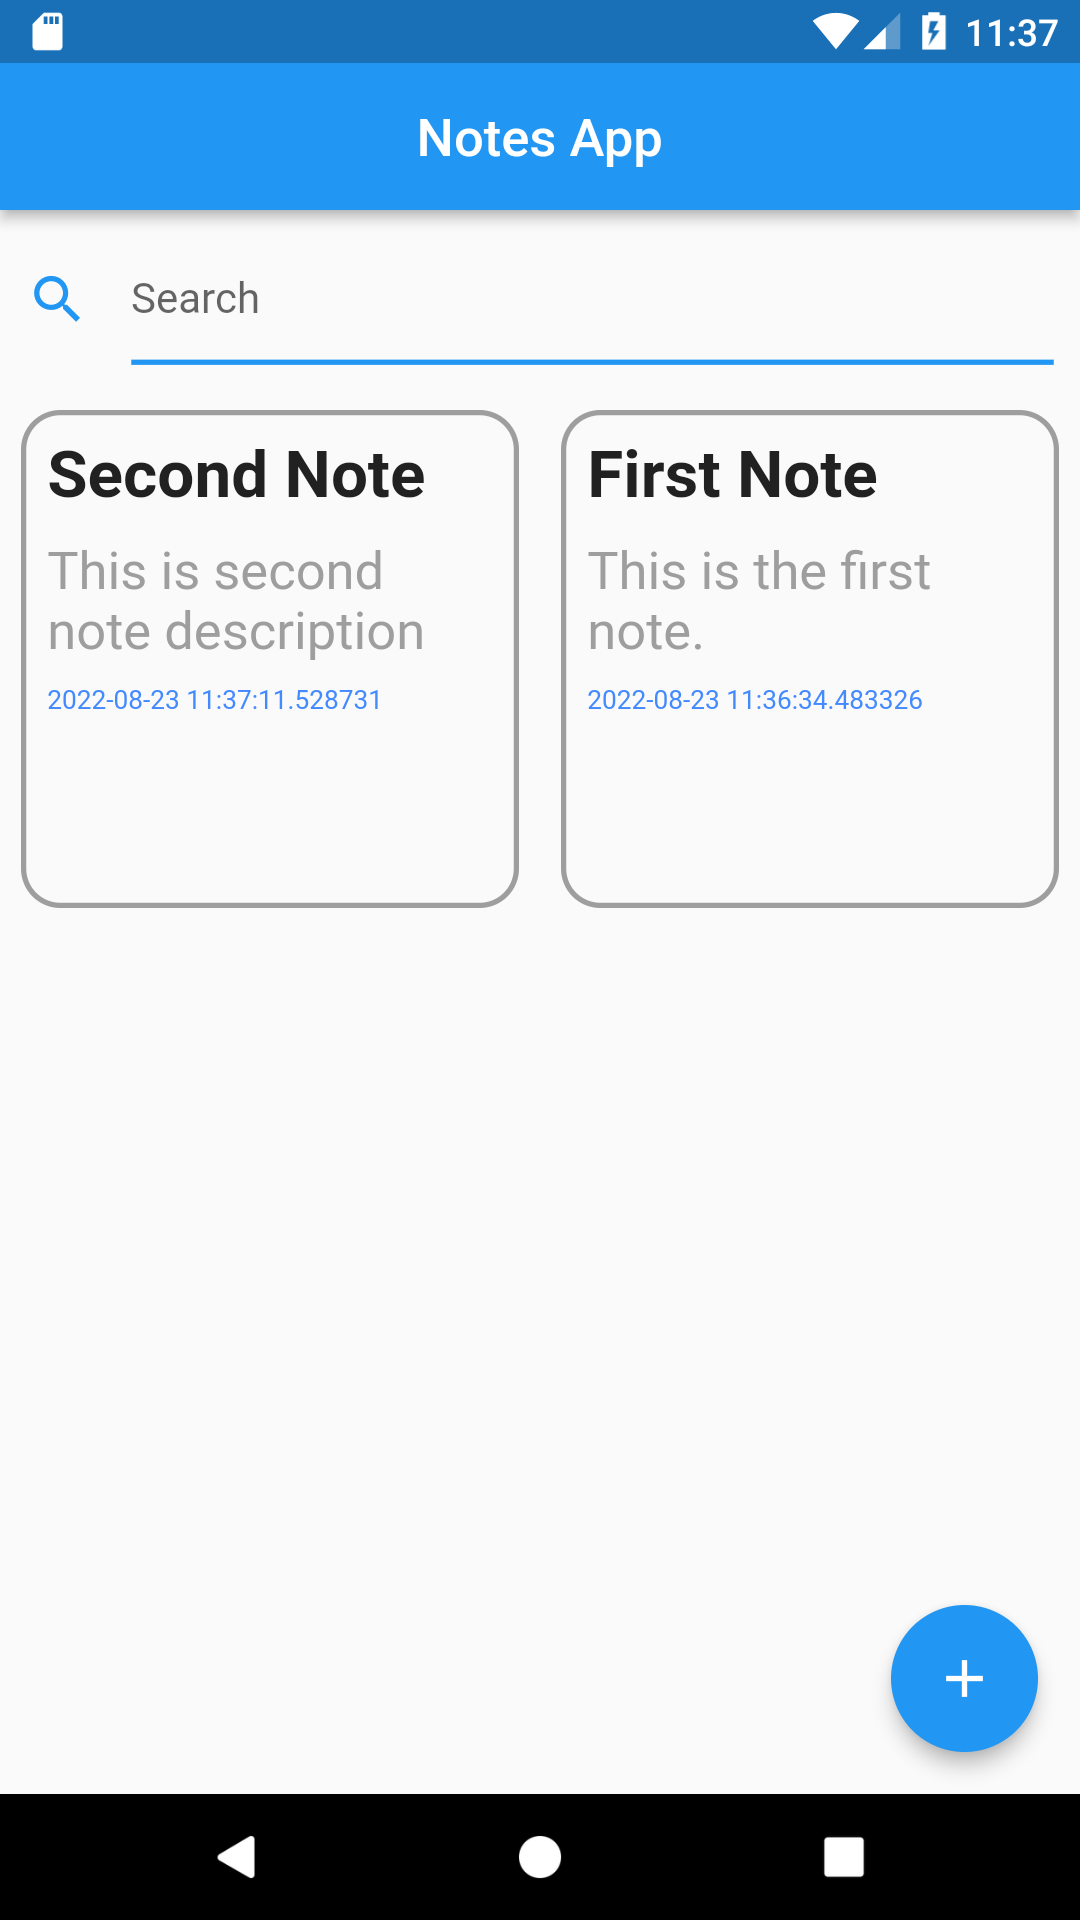 11:37
Notes App
Search
Second Note
This is second
note description
2022-08-23 11:37:11.528731
First Note
This is the first
note.
2022-08-23 11:36:34.483326